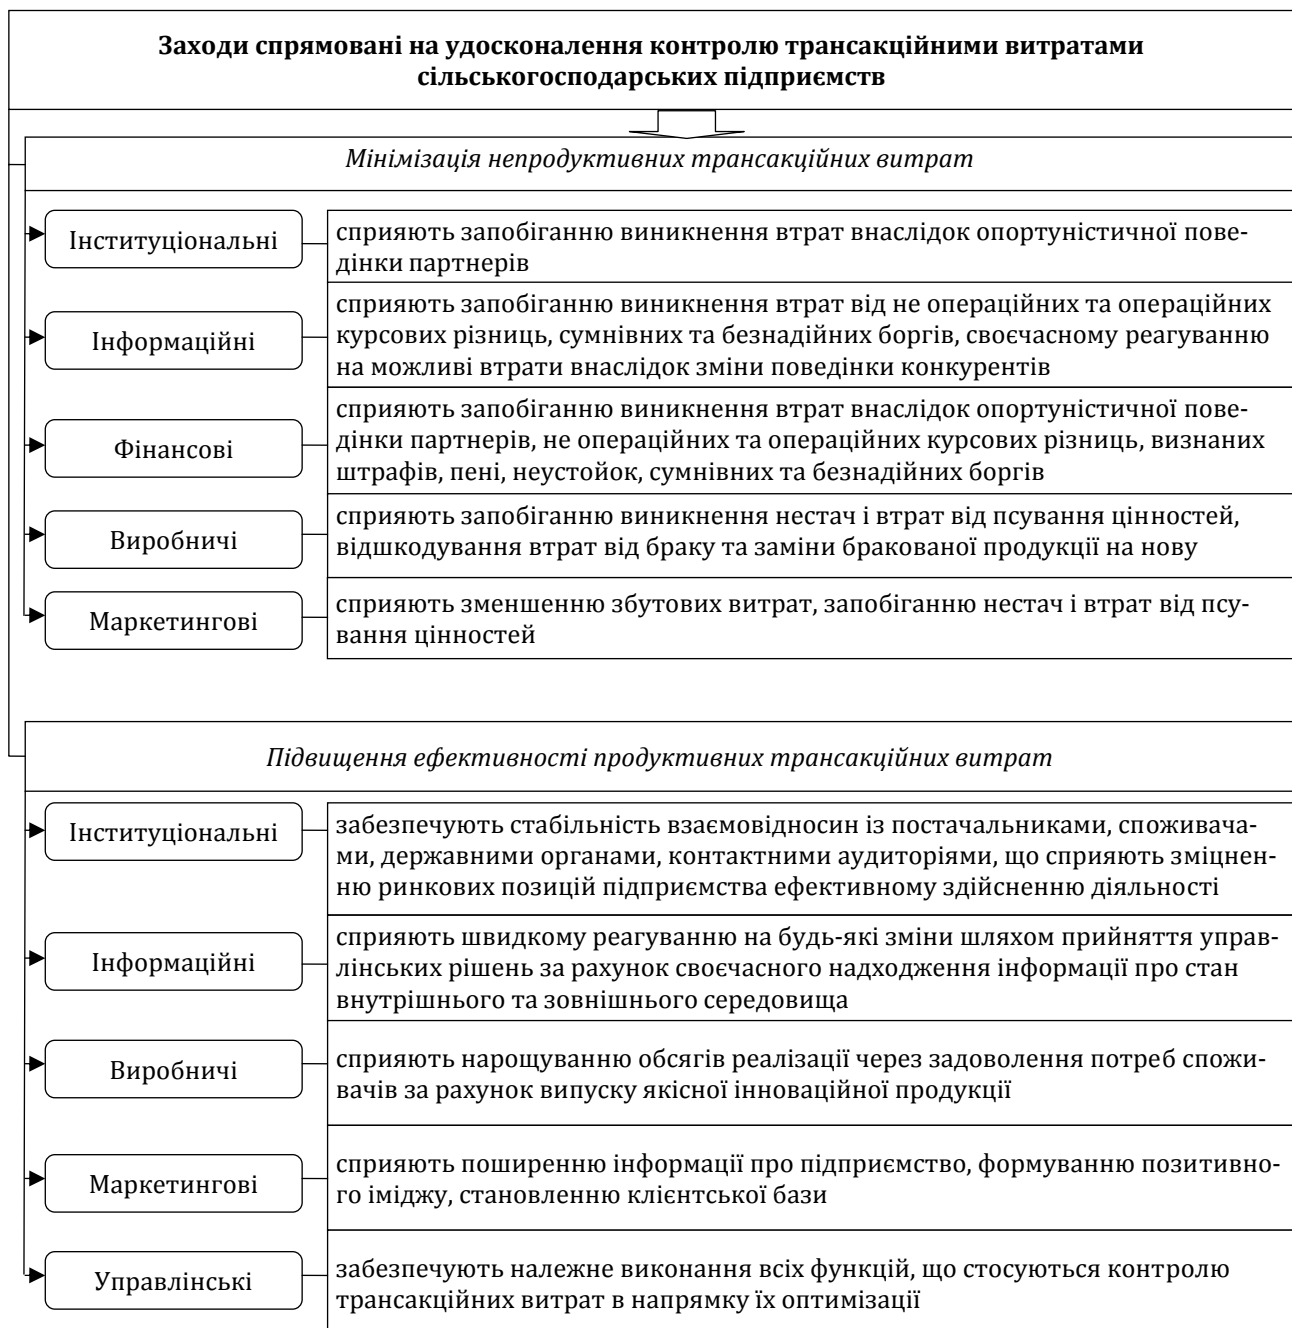 Заходи спрямовані на удосконалення контролю трансакційними витратами
сільськогосподарських підприємств
Мінімізація непродуктивних трансакційних витрат
Інституціональні
сприяють запобіганню виникнення втрат внаслідок опортуністичної пове-
дінки партнерів
Інформаційні
сприяють запобіганню виникнення втрат від не операційних та операційних
курсових різниць, сумнівних та безнадійних боргів, своєчасному реагуванню
на можливі втрати внаслідок зміни поведінки конкурентів
Фінансові
сприяють запобіганню виникнення втрат внаслідок опортуністичної пове-
дінки партнерів, не операційних та операційних курсових різниць, визнаних
штрафів, пені, неустойок, сумнівних та безнадійних боргів
Виробничі
сприяють запобіганню виникнення нестач і втрат від псування цінностей,
відшкодування втрат від браку та заміни бракованої продукції на нову
Маркетингові
сприяють зменшенню збутових витрат, запобіганню нестач і втрат від псу-
вання цінностей
Підвищення ефективності продуктивних трансакційних витрат
Інституціональні
забезпечують стабільність взаємовідносин із постачальниками, споживача-
ми, державними органами, контактними аудиторіями, що сприяють зміцнен-
ню ринкових позицій підприємства ефективному здійсненню діяльності
Інформаційні
сприяють швидкому реагуванню на будь-які зміни шляхом прийняття управ-
лінських рішень за рахунок своєчасного надходження інформації про стан
внутрішнього та зовнішнього середовища
Виробничі
сприяють нарощуванню обсягів реалізації через задоволення потреб спожи-
вачів за рахунок випуску якісної інноваційної продукції
Маркетингові
сприяють поширенню інформації про підприємство, формуванню позитивно-
го іміджу, становленню клієнтської бази
Управлінські
забезпечують належне виконання всіх функцій, що стосуються контролю
трансакційних витрат в напрямку їх оптимізації